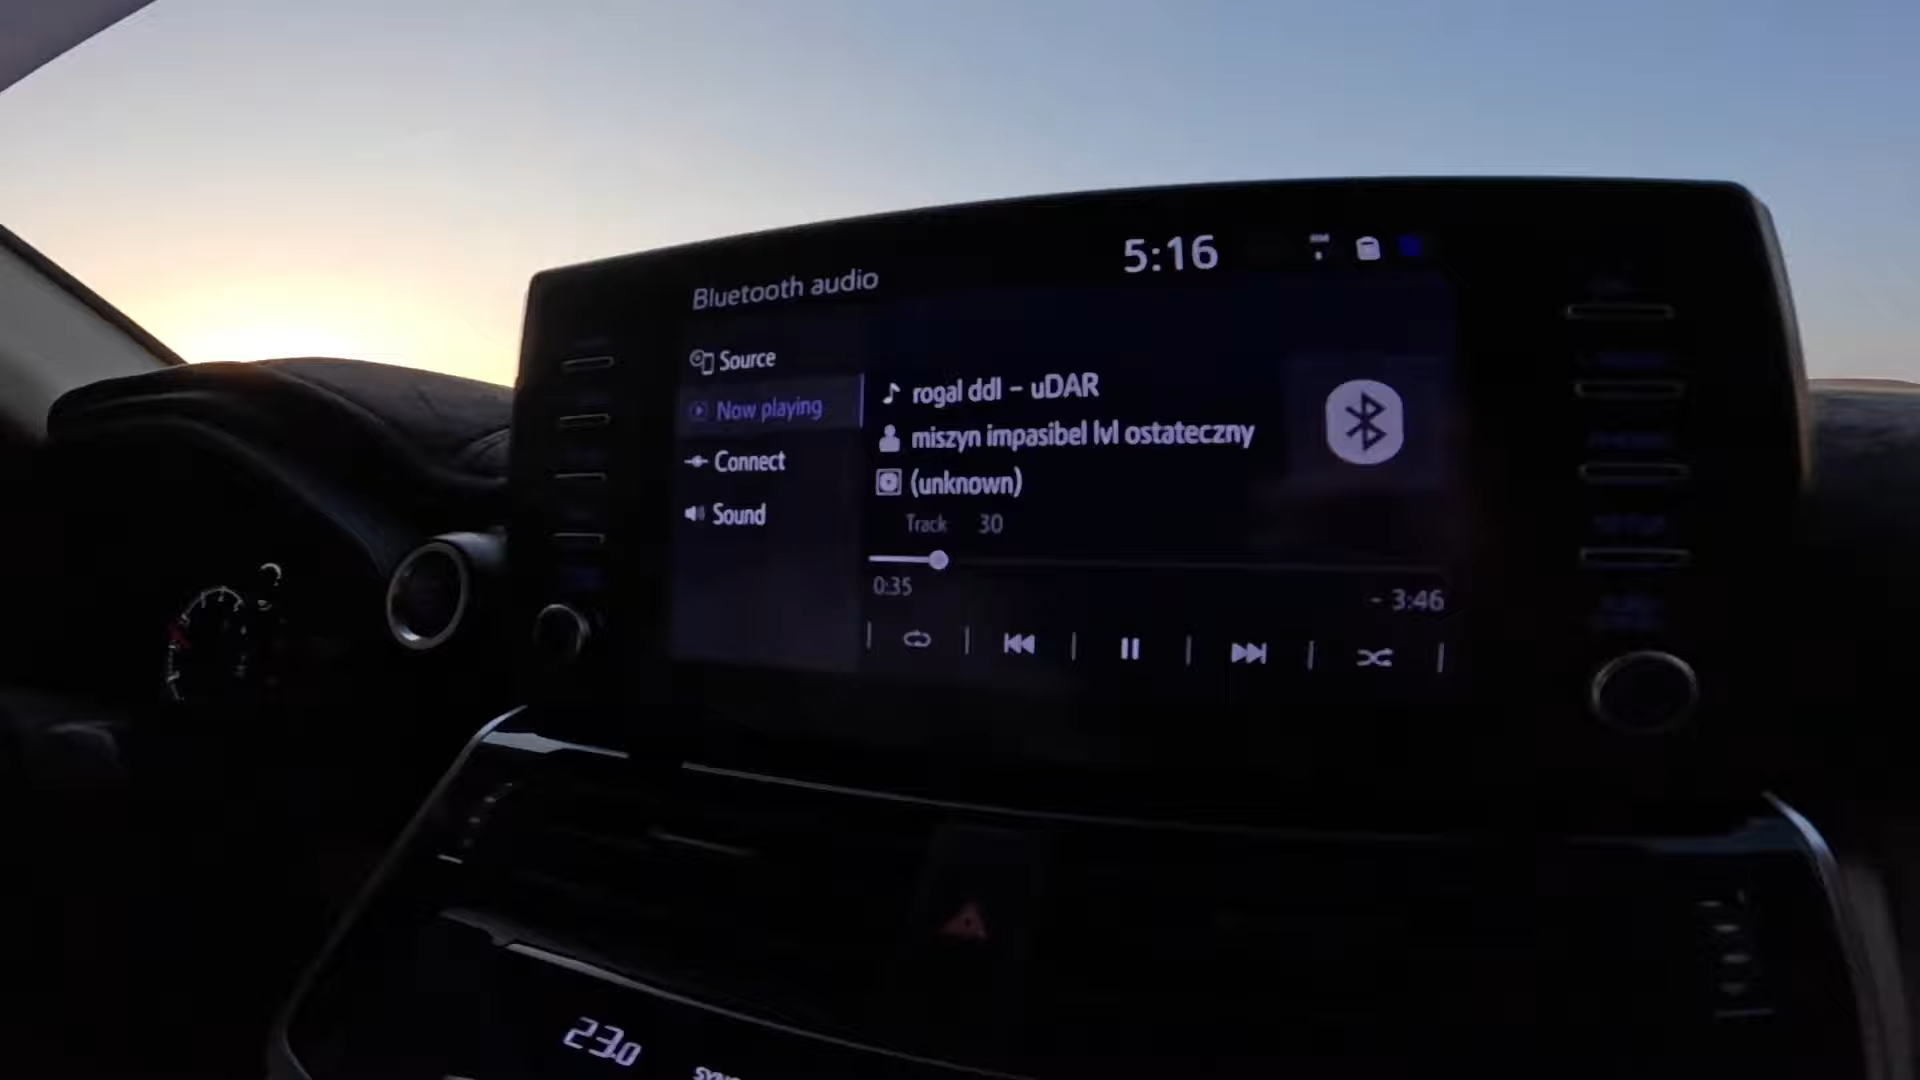 5:16
Bluetooth audio
Source
Now playing
Connect
Sound
rogal ddl - uDAR
miszyn impasibel lvl ostateczny
(unknown)
Track 30
0:35
- 3:46
23.0